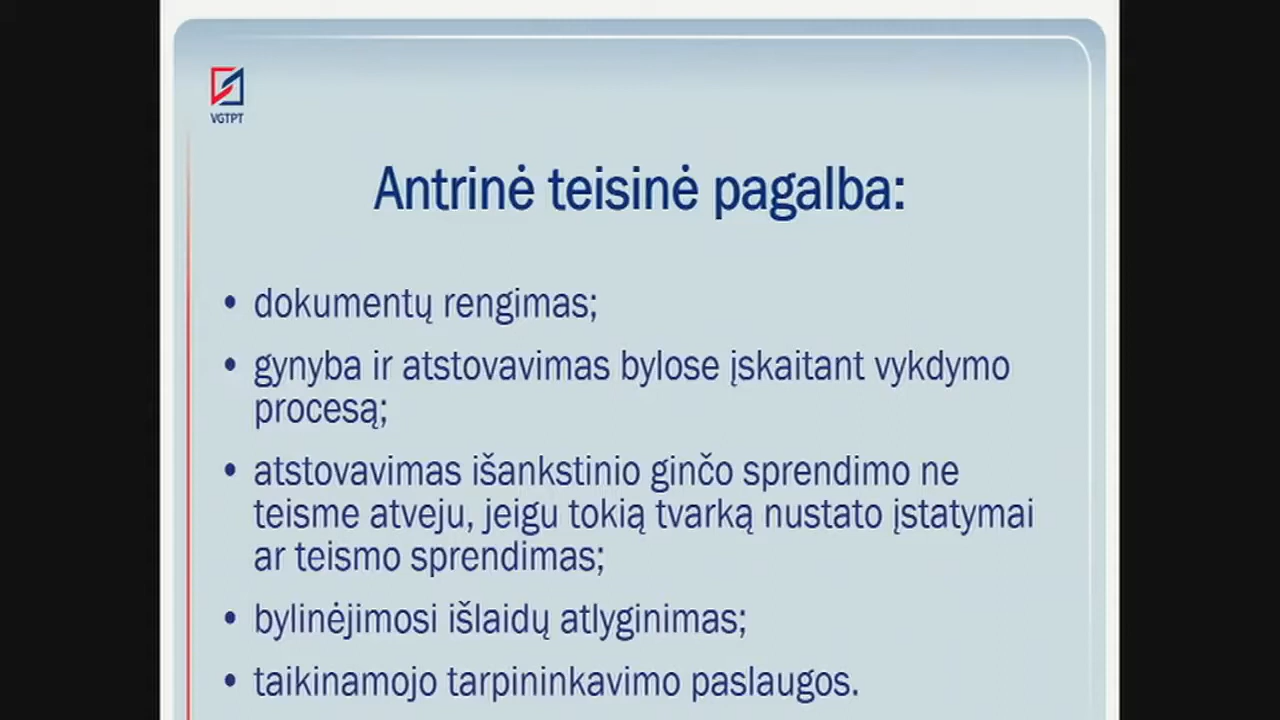 VGTPT
Antrinė teisinė pagalba:
• dokumentų rengimas;
• gynyba ir atstovavimas bylose įskaitant vykdymo
procesą;
• atstovavimas išankstinio ginčo sprendimo ne
teisme atveju, jeigu tokią tvarką nustato įstatymai
ar teismo sprendimas;
• bylinėjimosi išlaidų atlyginimas;
• taikinamojo tarpininkavimo paslaugos.